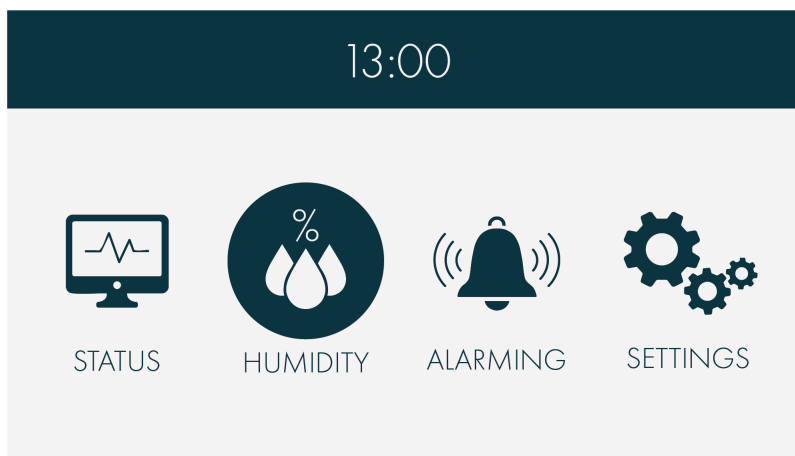 13:00
%
STATUS
HUMIDITY
ALARMING
SETTINGS